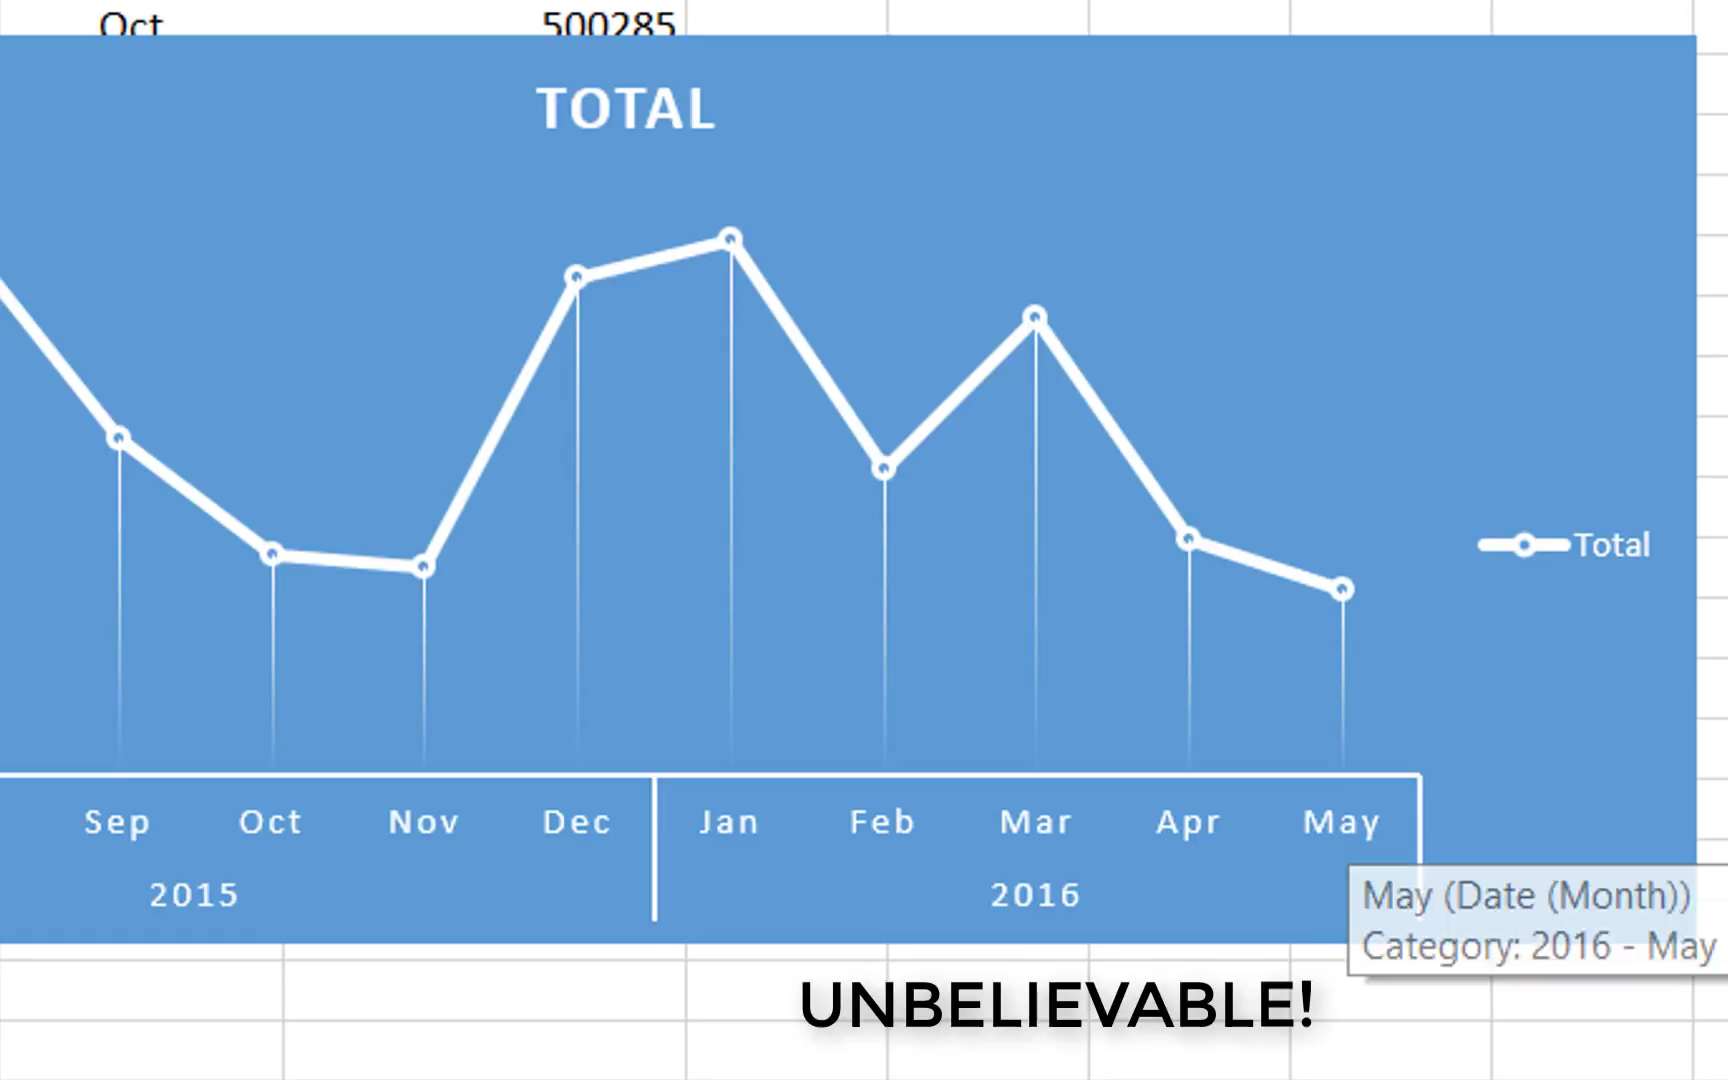 Oct 500285
TOTAL
Total
Sep Oct Nov Dec Jan Feb Mar Apr May
2015 2016
May (Date (Month))
Category: 2016 - May
UNBELIEVABLE!